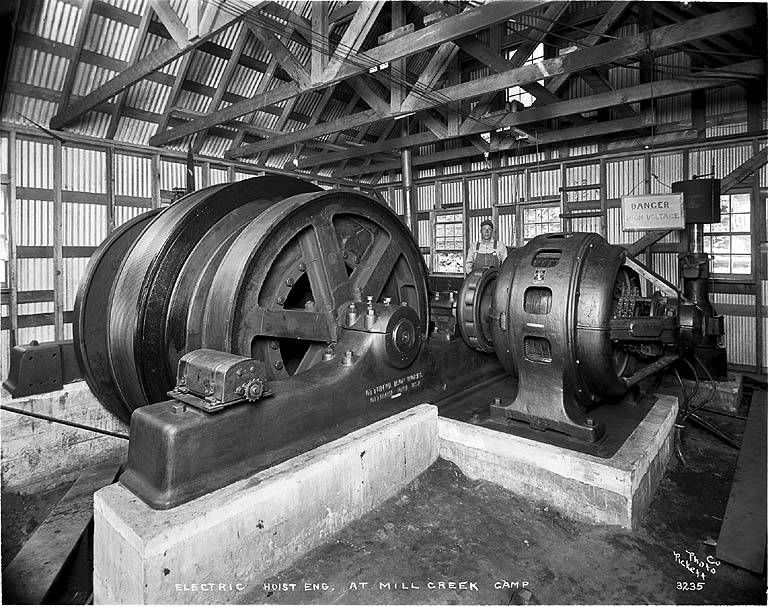 DANGER
HIGH VOLTAGE
ELECTRIC HOIST ENG. AT MILL CREEK CAMP
Pickett
Photo Co
3235